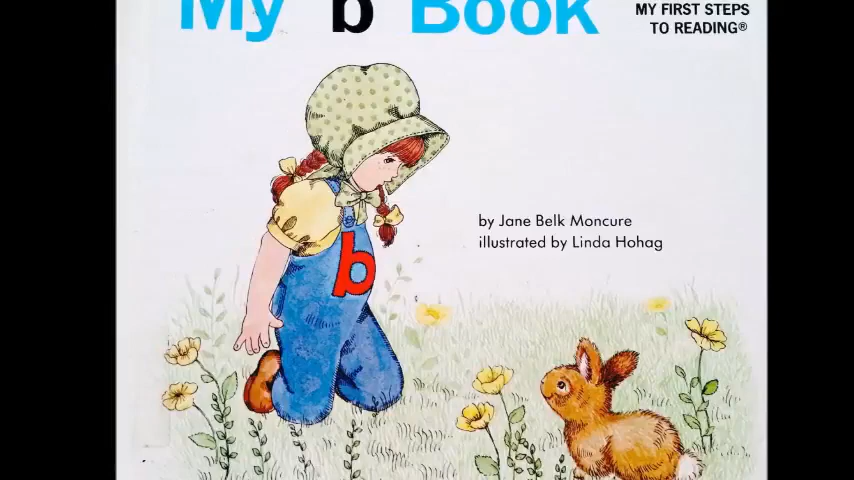 My b Book
MY FIRST STEPS
TO READING®
by Jane Belk Moncure
illustrated by Linda Hohag
b